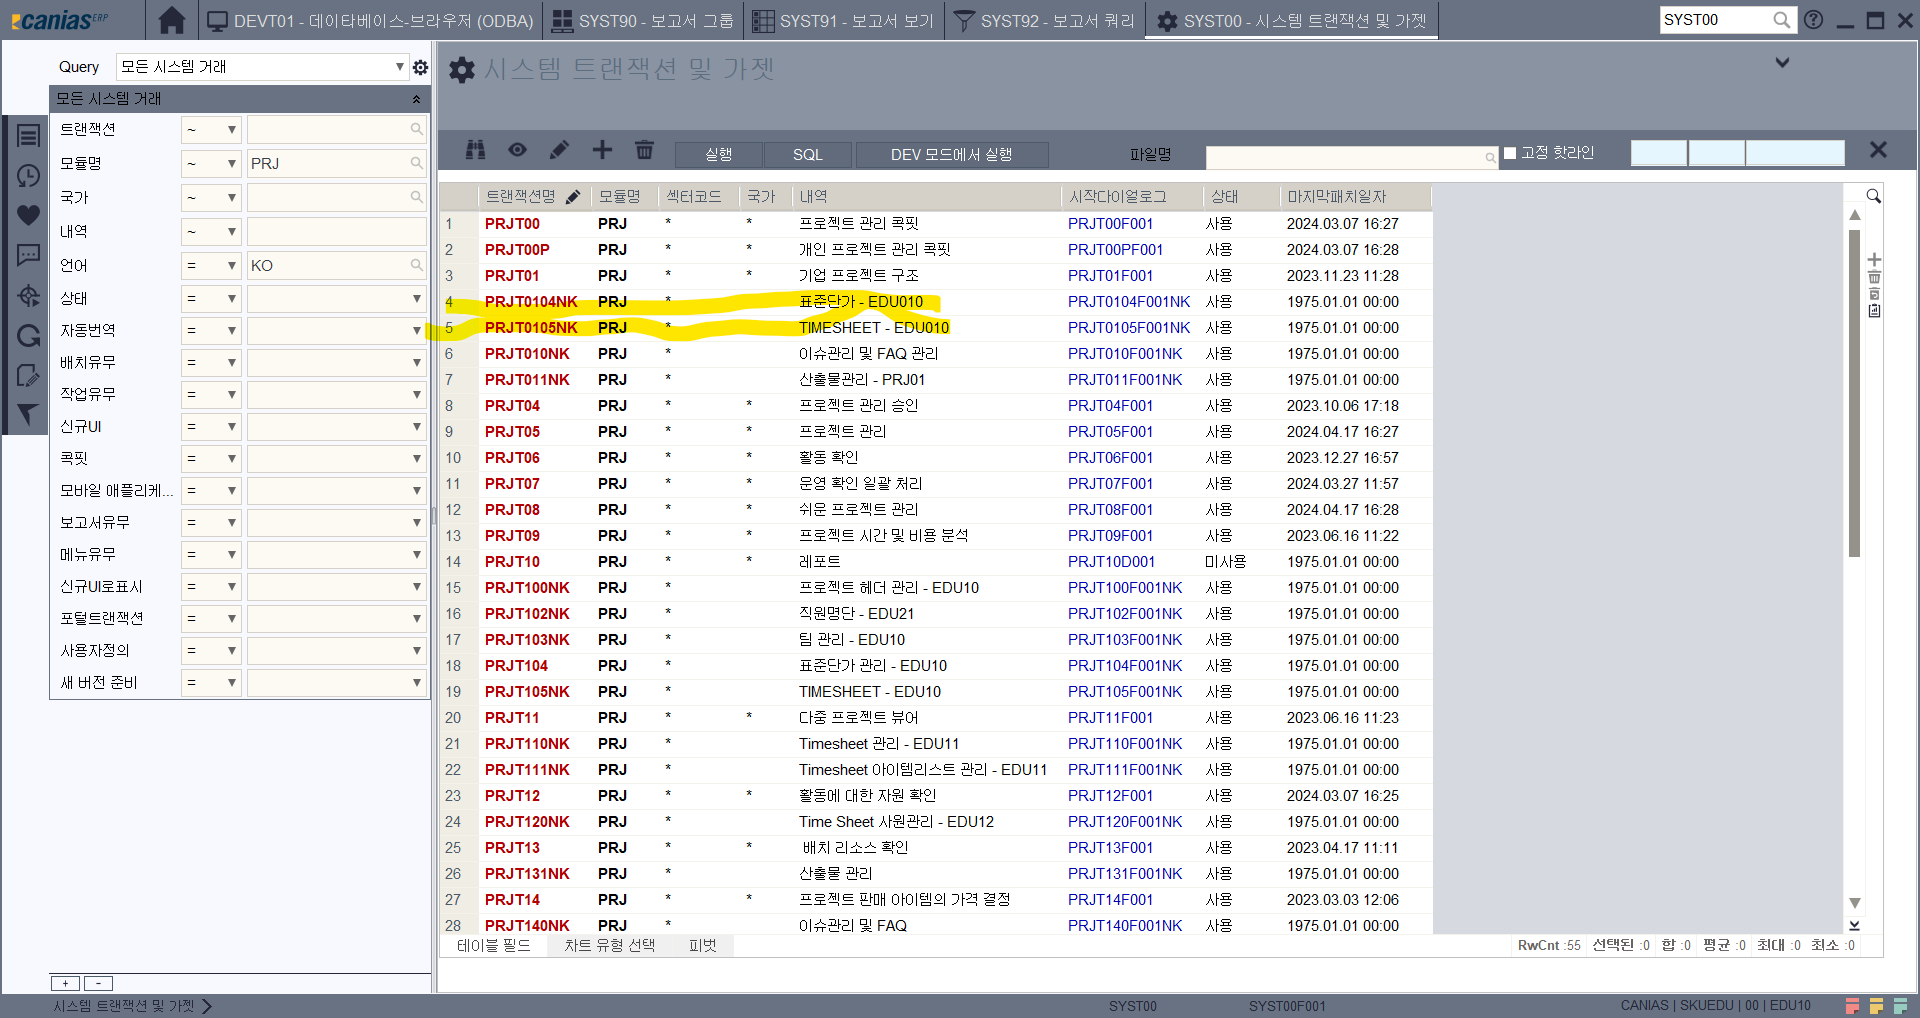 caniasERP DEVT01 - 데이타베이스-브라우저 (ODBA) SYST90 - 보고서 그룹 SYST91 - 보고서 보기 SYST92 - 보고서 쿼리 SYST00 - 시스템 트랜잭션 및 가젯 SYST00
Query 모든 시스템 거래
시스템 트랜잭션 및 가젯
모든 시스템 거래
트랜잭션 ~
모듈명 ~ PRJ
국가 ~
내역 ~
언어 = KO
상태 =
자동번역 =
배치유무 =
작업유무 =
신규UI =
콕핏 =
모바일 애플리케... =
보고서유무 =
메뉴유무 =
신규UI로표시 =
포털트랜잭션 =
사용자정의 =
새 버전 준비 =
실행 SQL DEV 모드에서 실행 파일명 고정 핫라인
트랜잭션명 모듈명 섹터코드 국가 내역 시작다이얼로그 상태 마지막패치일자
1 PRJT00 PRJ * * 프로젝트 관리 콕핏 PRJT00F001 사용 2024.03.07 16:27
2 PRJT00P PRJ * * 개인 프로젝트 관리 콕핏 PRJT00PF001 사용 2024.03.07 16:28
3 PRJT01 PRJ * * 기업 프로젝트 구조 PRJT01F001 사용 2023.11.23 11:28
4 PRJT0104NK PRJ * 표준단가 - EDU010 PRJT0104F001NK 사용 1975.01.01 00:00
5 PRJT0105NK PRJ * TIMESHEET - EDU010 PRJT0105F001NK 사용 1975.01.01 00:00
6 PRJT010NK PRJ * 이슈관리 및 FAQ 관리 PRJT010F001NK 사용 1975.01.01 00:00
7 PRJT011NK PRJ * 산출물관리 - PRJ01 PRJT011F001NK 사용 1975.01.01 00:00
8 PRJT04 PRJ * * 프로젝트 관리 승인 PRJT04F001 사용 2023.10.06 17:18
9 PRJT05 PRJ * * 프로젝트 관리 PRJT05F001 사용 2024.04.17 16:27
10 PRJT06 PRJ * * 활동 확인 PRJT06F001 사용 2023.12.27 16:57
11 PRJT07 PRJ * * 운영 확인 일괄 처리 PRJT07F001 사용 2024.03.27 11:57
12 PRJT08 PRJ * * 쉬운 프로젝트 관리 PRJT08F001 사용 2024.04.17 16:28
13 PRJT09 PRJ * * 프로젝트 시간 및 비용 분석 PRJT09F001 사용 2023.06.16 11:22
14 PRJT10 PRJ * * 레포트 PRJT10D001 미사용 1975.01.01 00:00
15 PRJT100NK PRJ * 프로젝트 헤더 관리 - EDU10 PRJT100F001NK 사용 1975.01.01 00:00
16 PRJT102NK PRJ * 직원명단 - EDU21 PRJT102F001NK 사용 1975.01.01 00:00
17 PRJT103NK PRJ * 팀 관리 - EDU10 PRJT103F001NK 사용 1975.01.01 00:00
18 PRJT104 PRJ * 표준단가 관리 - EDU10 PRJT104F001NK 사용 1975.01.01 00:00
19 PRJT105NK PRJ * TIMESHEET - EDU10 PRJT105F001NK 사용 1975.01.01 00:00
20 PRJT11 PRJ * * 다중 프로젝트 뷰어 PRJT11F001 사용 2023.06.16 11:23
21 PRJT110NK PRJ * Timesheet 관리 - EDU11 PRJT110F001NK 사용 1975.01.01 00:00
22 PRJT111NK PRJ * Timesheet 아이템리스트 관리 - EDU11 PRJT111F001NK 사용 1975.01.01 00:00
23 PRJT12 PRJ * * 활동에 대한 자원 확인 PRJT12F001 사용 2024.03.07 16:25
24 PRJT120NK PRJ * Time Sheet 사원관리 - EDU12 PRJT120F001NK 사용 1975.01.01 00:00
25 PRJT13 PRJ * * 배치 리소스 확인 PRJT13F001 사용 2023.04.17 11:11
26 PRJT131NK PRJ * 산출물 관리 PRJT131F001NK 사용 1975.01.01 00:00
27 PRJT14 PRJ * * 프로젝트 판매 아이템의 가격 결정 PRJT14F001 사용 2023.03.03 12:06
28 PRJT140NK PRJ * 이슈관리 및 FAQ PRJT140F001NK 사용 1975.01.01 00:00
테이블 필드 차트 유형 선택 피벗 RwCnt :55 선택된 :0 합 :0 평균 :0 최대 :0 최소 :0
+ -
시스템 트랜잭션 및 가젯 SYST00 SYST00F001 CANIAS | SKUEDU | 00 | EDU10